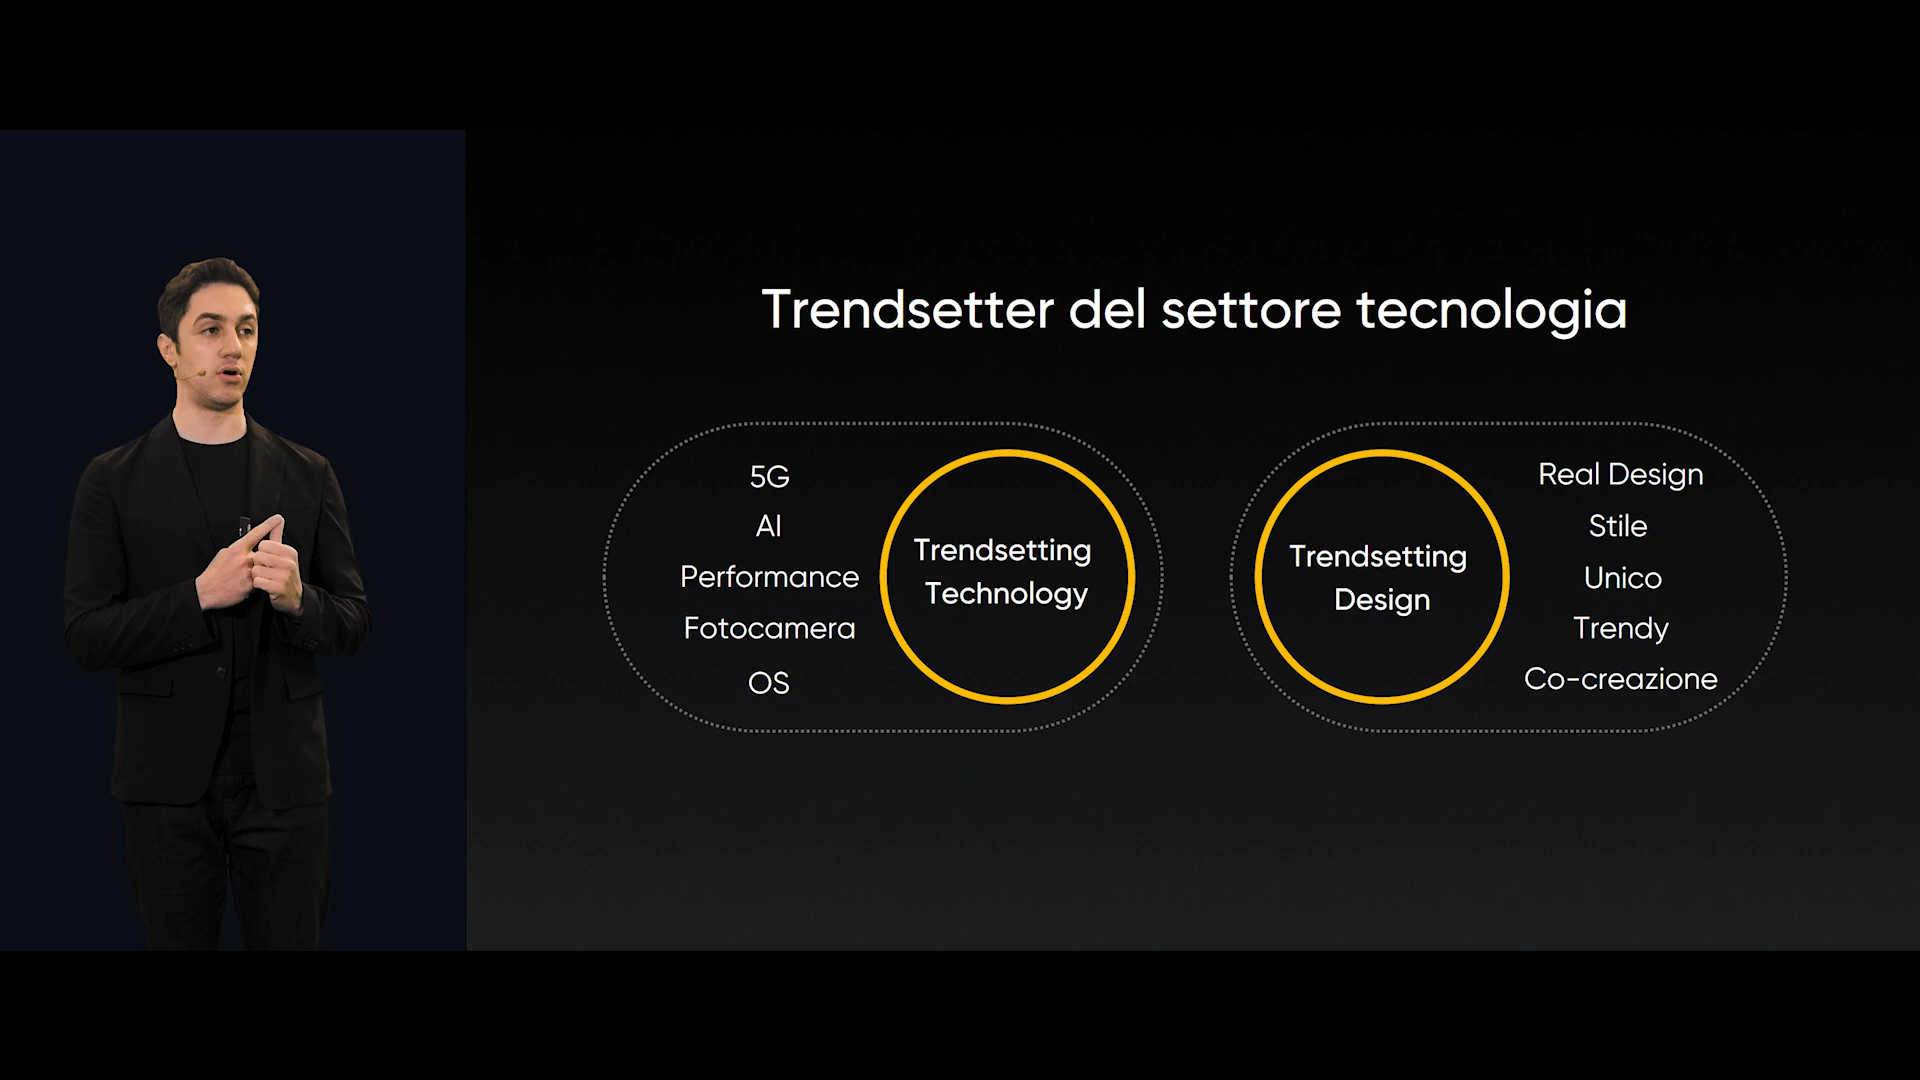 Trendsetter del settore tecnologia
5G
AI
Performance
Fotocamera
OS
Trendsetting
Technology
Trendsetting
Design
Real Design
Stile
Unico
Trendy
Co-creazione